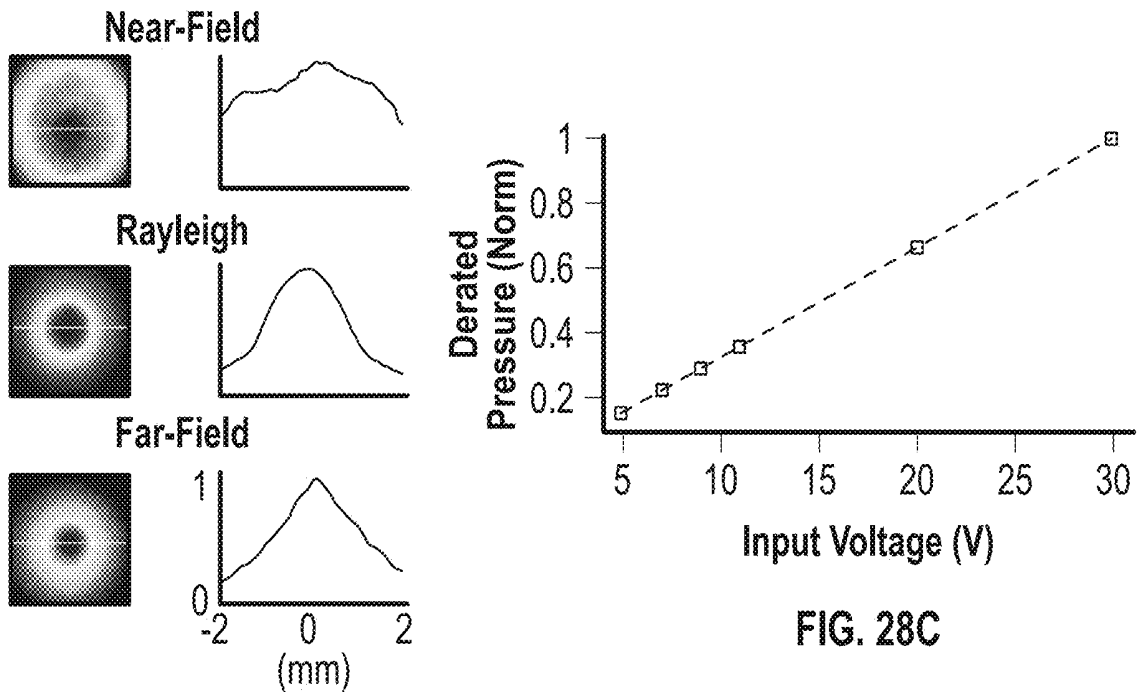 Near-Field
Rayleigh
Far-Field
1
0
-2 0 2
(mm)
Derated
Pressure (Norm)
1
0.8
0.6
0.4
0.2
5 10 15 20 25 30
Input Voltage (V)
FIG. 28C